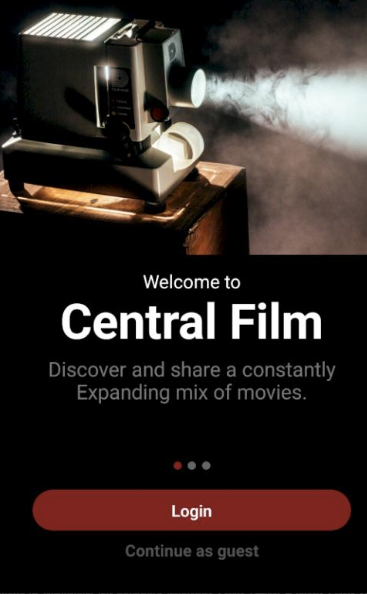 Welcome to
Central Film
Discover and share a constantly
Expanding mix of movies.
Login
Continue as guest